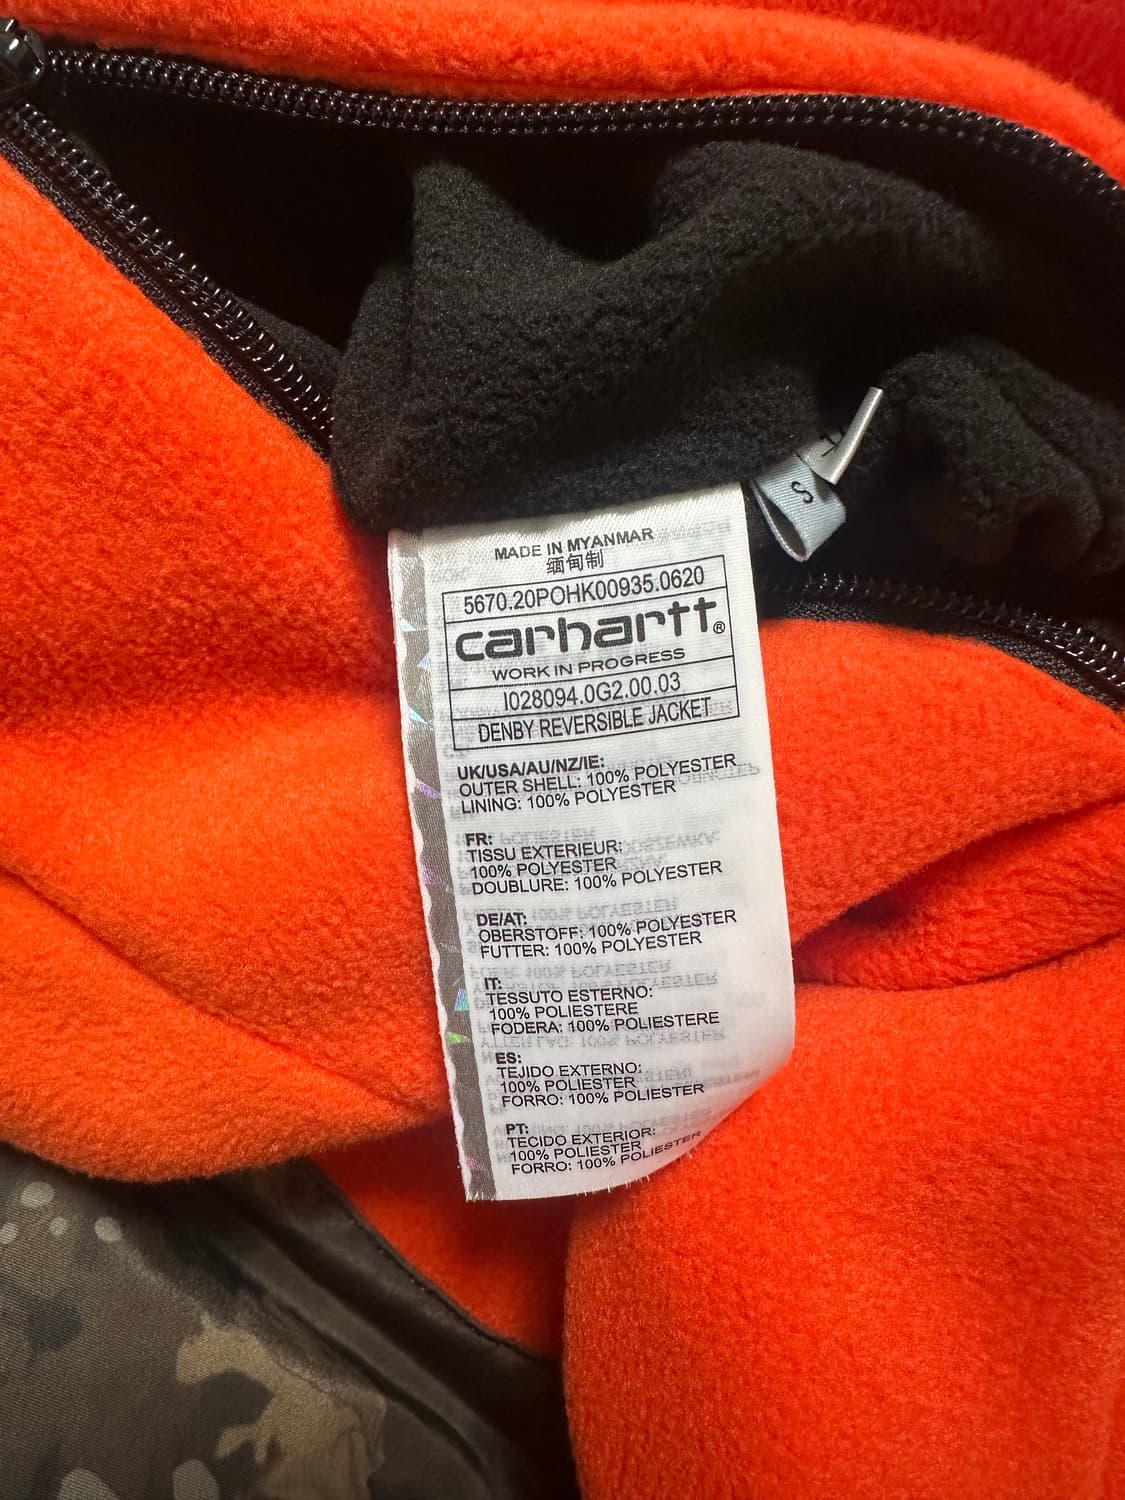 MADE IN MYANMAR
缅甸制
5670.20POHK00935.0620
carhartt®
WORK IN PROGRESS
I028094.0G2.00.03
DENBY REVERSIBLE JACKET
UK/USA/AU/NZ/IE:
OUTER SHELL: 100% POLYESTER
LINING: 100% POLYESTER
FR:
TISSU EXTERIEUR:
100% POLYESTER
DOUBLURE: 100% POLYESTER
DE/AT:
OBERSTOFF: 100% POLYESTER
FUTTER: 100% POLYESTER
IT:
TESSUTO ESTERNO:
100% POLIESTERE
FODERA: 100% POLIESTERE
ES:
TEJIDO EXTERNO:
100% POLIESTER
FORRO: 100% POLIESTER
PT:
TECIDO EXTERIOR:
100% POLIESTER
FORRO: 100% POLIESTER
S